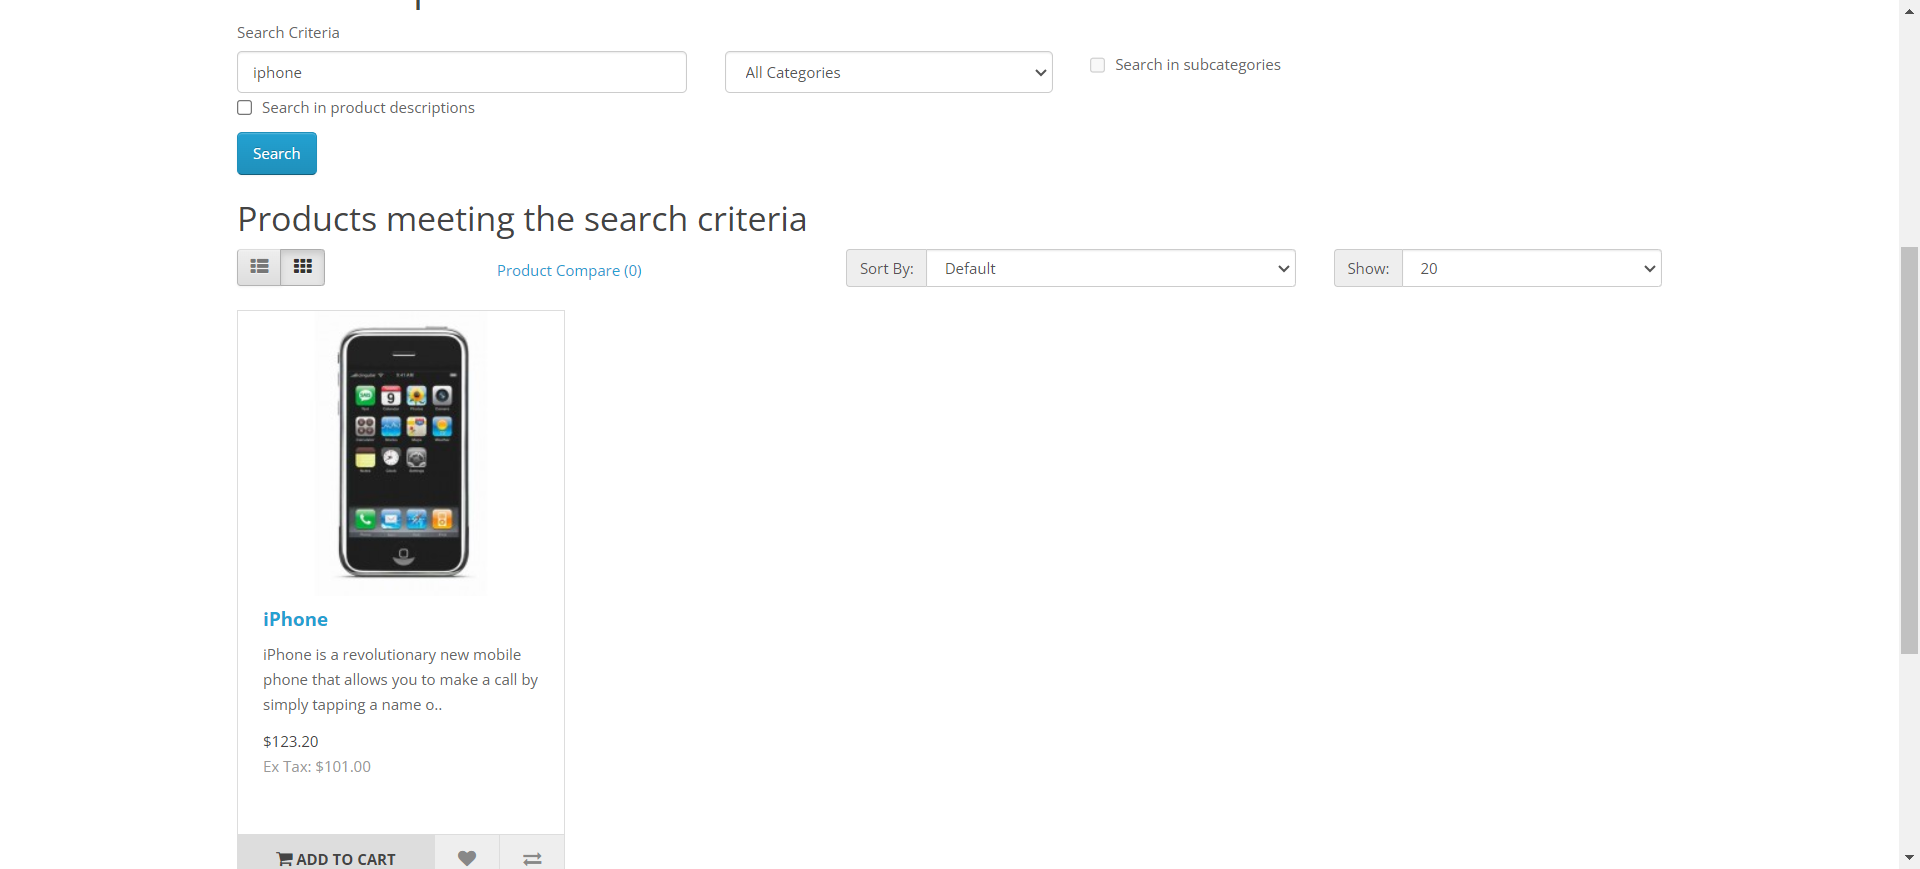 Search Criteria
iphone
All Categories
Search in subcategories
Search in product descriptions
Search
Products meeting the search criteria
Product Compare (0)
Sort By:
Default
Show:
20
9
iPhone
iPhone is a revolutionary new mobile
phone that allows you to make a call by
simply tapping a name o..
$123.20
Ex Tax: $101.00
ADD TO CART